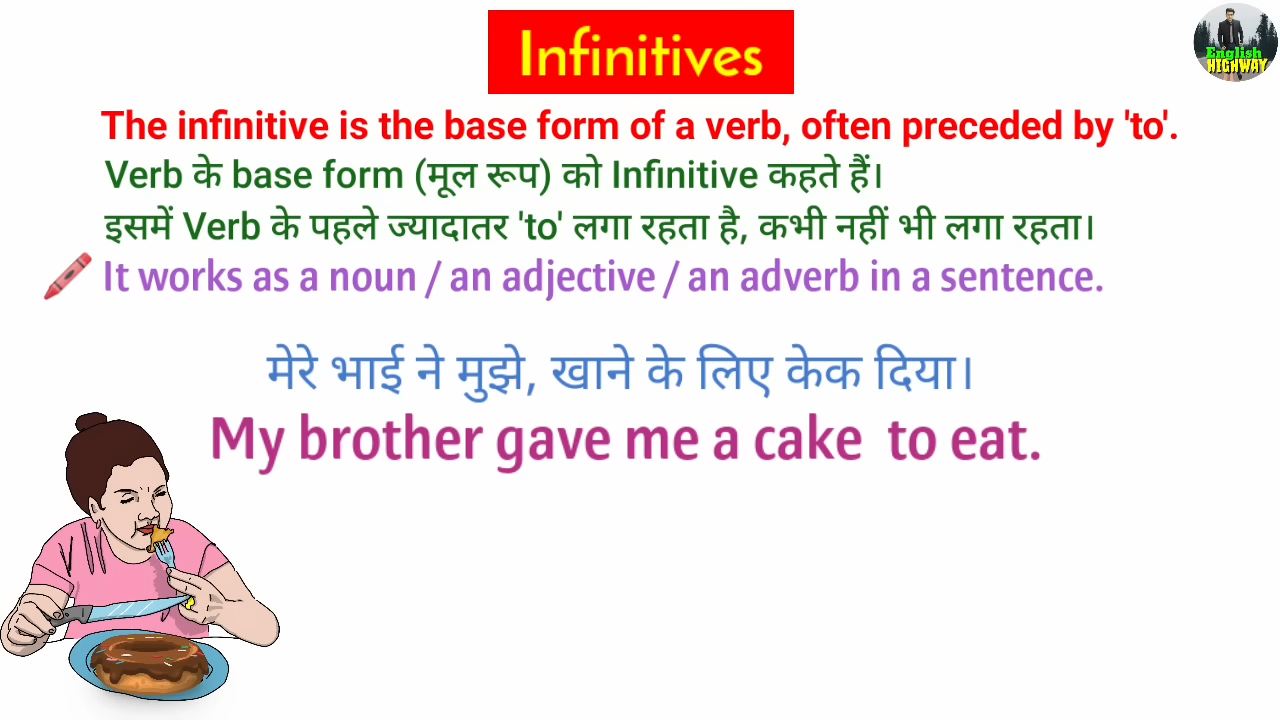 Infinitives
English
HIGHWAY
The infinitive is the base form of a verb, often preceded by 'to'.
Verb के base form (मूल रूप) को Infinitive कहते हैं।
इसमें Verb के पहले ज्यादातर 'to' लगा रहता है, कभी नहीं भी लगा रहता।
It works as a noun / an adjective / an adverb in a sentence.
मेरे भाई ने मुझे, खाने के लिए केक दिया।
My brother gave me a cake to eat.